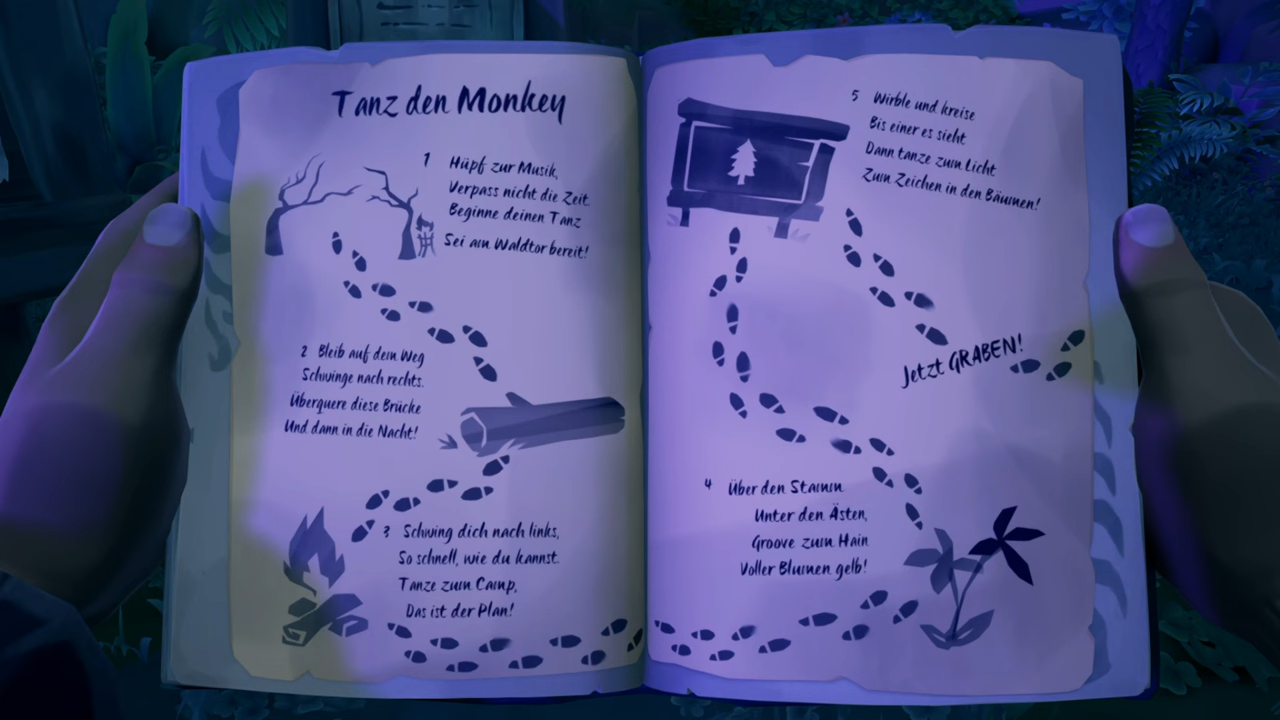 Tanz den Monkey
1 Hüpf zur Musik,
Verpass nicht die Zeit.
Beginne deinen Tanz
Sei am Waldtor bereit!
2 Bleib auf dem Weg
Schwinge nach rechts.
Überquere diese Brücke
Und dann in die Nacht!
3 Schwing dich nach links,
So schnell, wie du kannst.
Tanze zum Camp,
Das ist der Plan!
4 Über den Stamm
Unter den Ästen,
Groove zum Hain
Voller Blumen gelb!
5 Wirble und kreise
Bis einer es sieht
Dann tanze zum Licht
Zum Zeichen in den Bäumen!
Jetzt GRABEN!